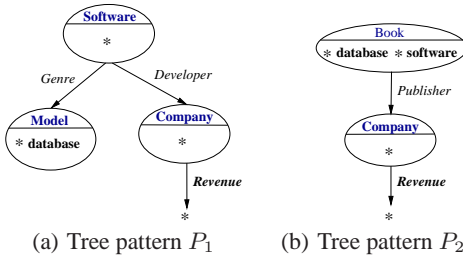 Software
*
Genre
Developer
Model
* database
Company
*
Revenue
*
(a) Tree pattern P1
Book
* database * software
Publisher
Company
*
Revenue
*
(b) Tree pattern P2